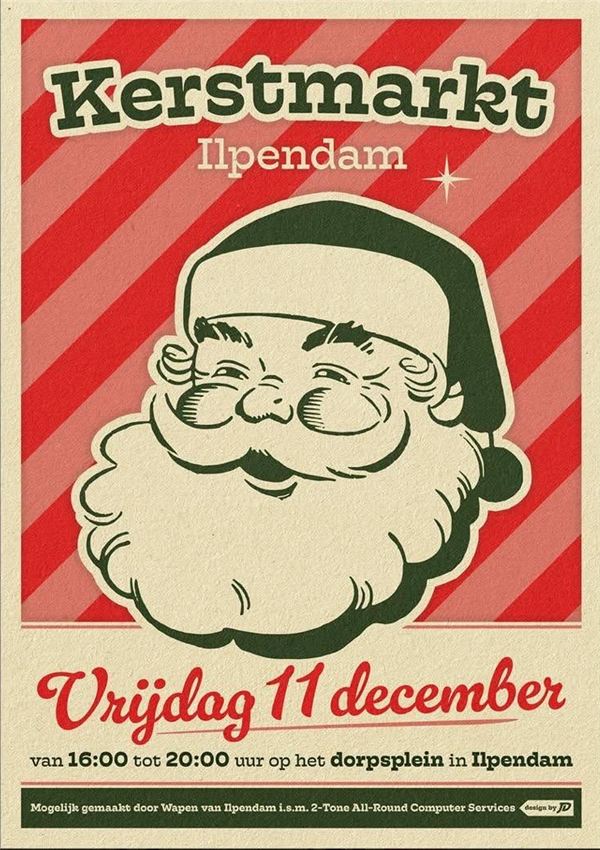 Kerstmarkt
Ilpendam
Vrijdag 11 december
van 16:00 tot 20:00 uur op het dorpsplein in Ilpendam
Mogelijk gemaakt door Wapen van Ilpendam i.s.m. 2-Tone All-Round Computer Services design by JD